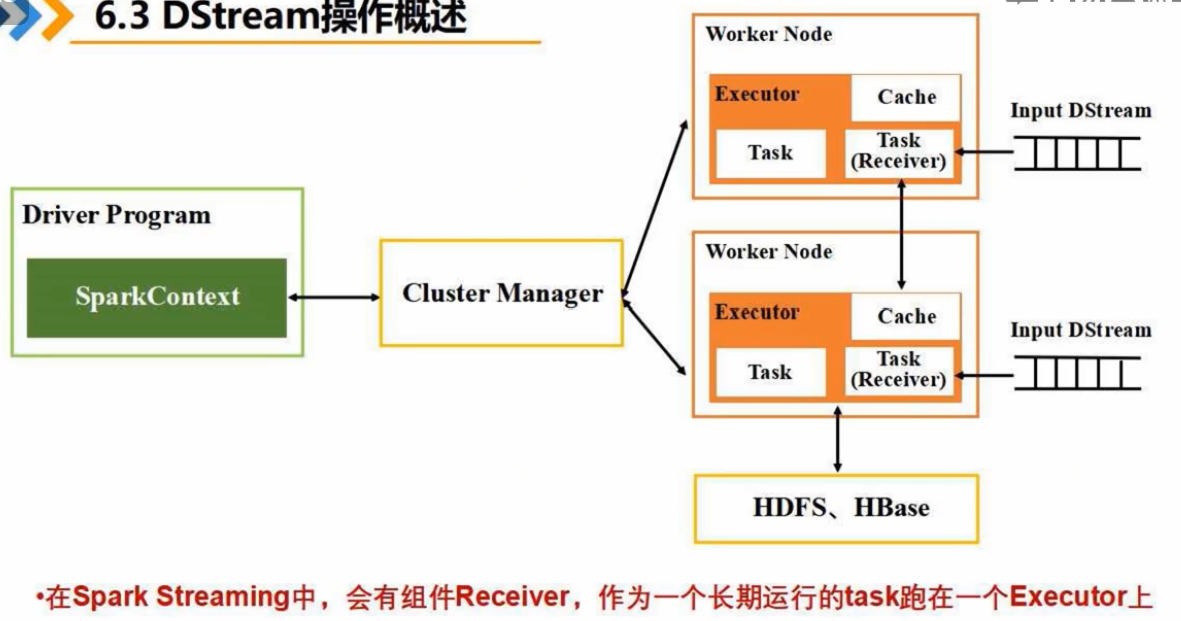 6.3 DStream操作概述
Worker Node
Executor
Cache
Task
Task
(Receiver)
Input DStream
Driver Program
SparkContext
Cluster Manager
Worker Node
Executor
Cache
Task
Task
(Receiver)
Input DStream
HDFS、HBase
•在Spark Streaming中，会有组件Receiver，作为一个长期运行的task跑在一个Executor上